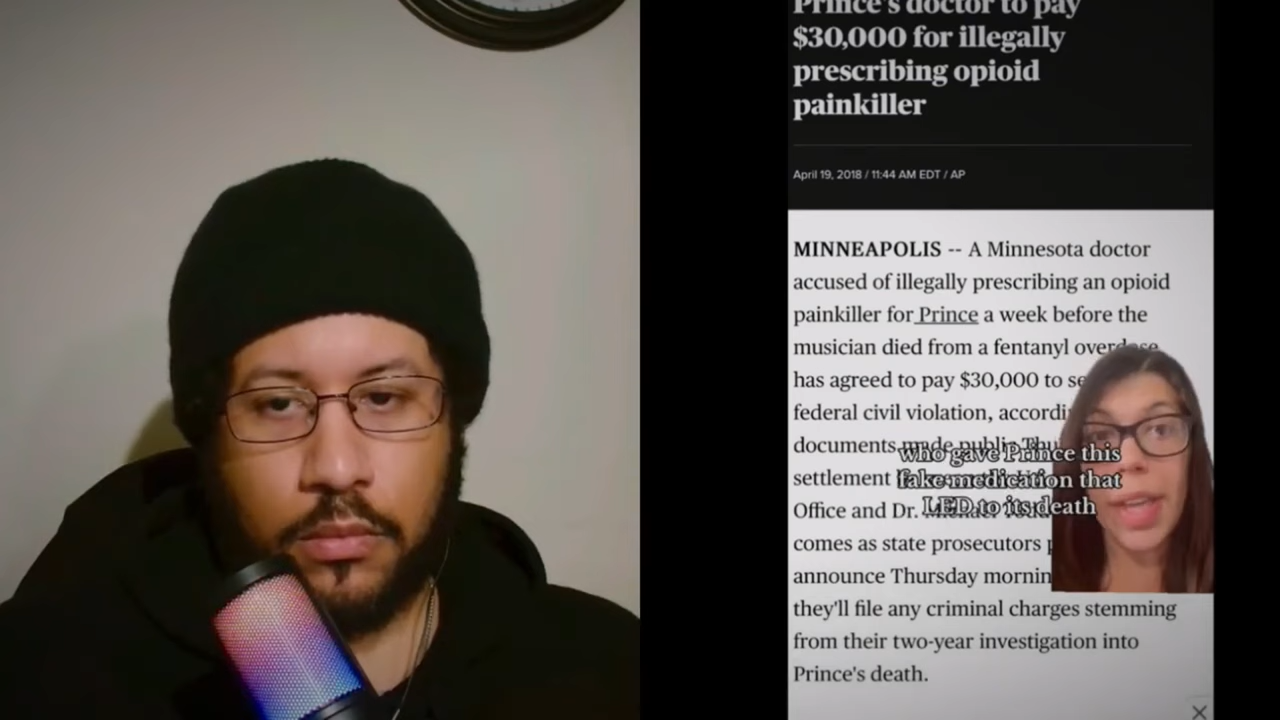 Prince's doctor to pay
$30,000 for illegally
prescribing opioid
painkiller
April 19, 2018 / 11:44 AM EDT / AP
MINNEAPOLIS -- A Minnesota doctor
accused of illegally prescribing an opioid
painkiller for Prince a week before the
musician died from a fentanyl overdose
has agreed to pay $30,000 to
federal civil violation,
documents made public
settlement
Office and Dr.
comes as state prosecutors
announce Thursday
they'll file any criminal charges stemming
from their two-year investigation into
Prince's death.
who gave Prince this
fake medication that
LED to its death